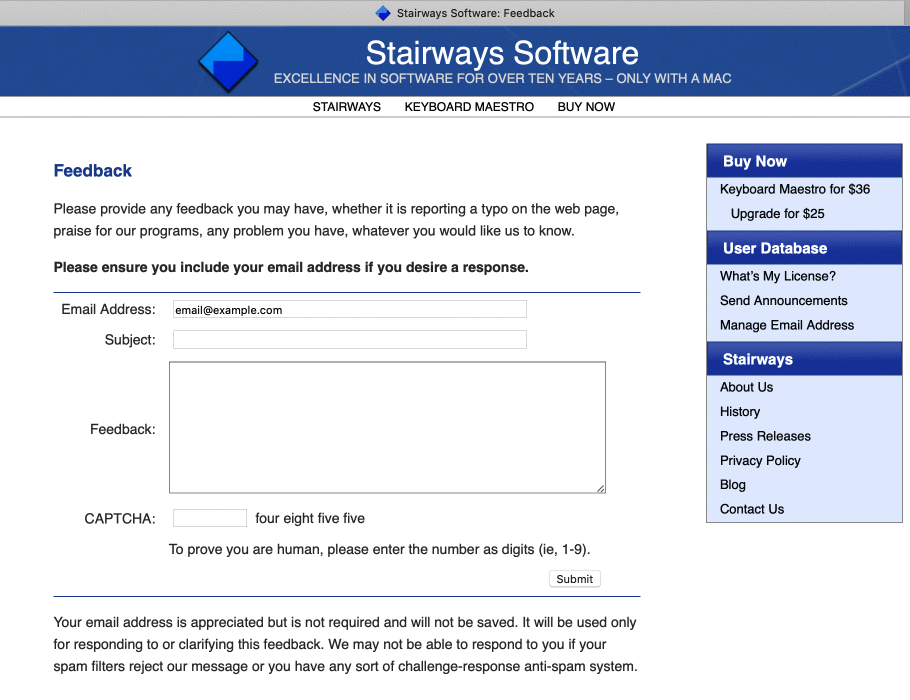 Stairways Software: Feedback
Stairways Software
EXCELLENCE IN SOFTWARE FOR OVER TEN YEARS – ONLY WITH A MAC
STAIRWAYS KEYBOARD MAESTRO BUY NOW
Feedback
Please provide any feedback you may have, whether it is reporting a typo on the web page,
praise for our programs, any problem you have, whatever you would like us to know.
Please ensure you include your email address if you desire a response.
Email Address: email@example.com
Subject:
Feedback:
CAPTCHA: four eight five five
To prove you are human, please enter the number as digits (ie, 1-9).
Submit
Your email address is appreciated but is not required and will not be saved. It will be used only
for responding to or clarifying this feedback. We may not be able to respond to you if your
spam filters reject our message or you have any sort of challenge-response anti-spam system.
Buy Now
Keyboard Maestro for $36
Upgrade for $25
User Database
What's My License?
Send Announcements
Manage Email Address
Stairways
About Us
History
Press Releases
Privacy Policy
Blog
Contact Us